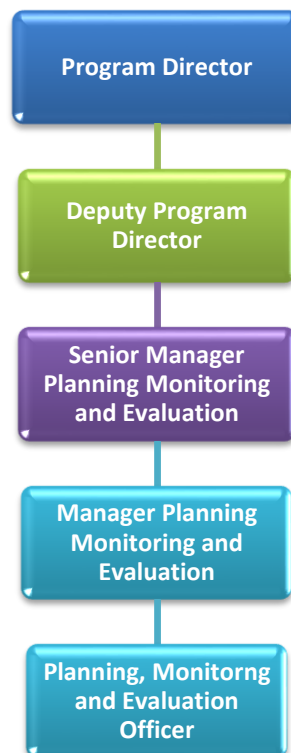 Program Director
Deputy Program
Director
Senior Manager
Planning Monitoring
and Evaluation
Manager Planning
Monitoring and
Evaluation
Planning, Monitorng
and Evaluation
Officer